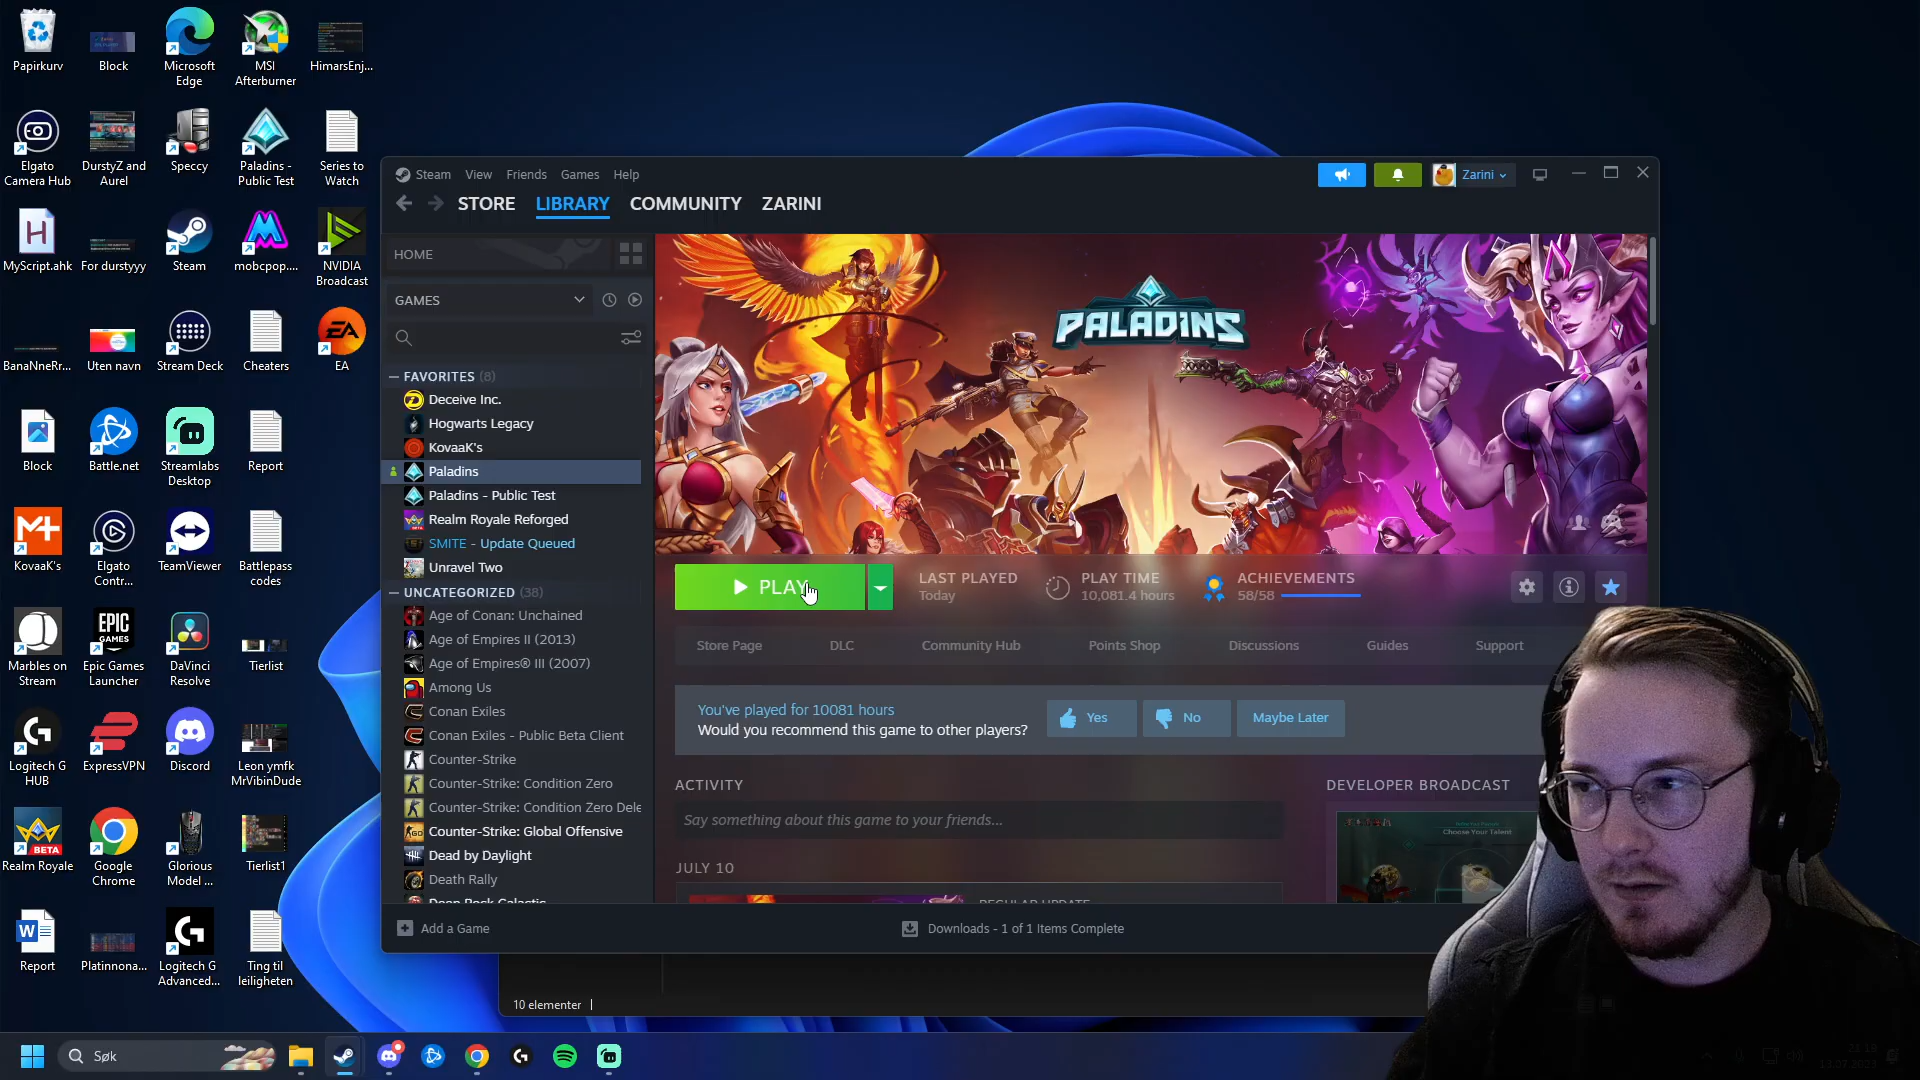 Papirkurv
Block
Microsoft Edge
MSI Afterburner
HimarsEnj...
Elgato Camera Hub
DurstyZ and Aurel
Speccy
Paladins - Public Test
Series to Watch
MyScript.ahk
For durstyyy
Steam
mobcpop....
NVIDIA Broadcast
BanaNneRr...
Uten navn
Stream Deck
Cheaters
EA
Block
Battle.net
Streamlabs Desktop
Report
KovaaK's
Elgato Contr...
TeamViewer
Battlepass codes
Marbles on Stream
Epic Games Launcher
DaVinci Resolve
Tierlist
Logitech G HUB
ExpressVPN
Discord
Leon ymfk MrVibinDude
Realm Royale
Google Chrome
Glorious Model ...
Tierlist1
Report
Platinnona...
Logitech G Advanced...
Ting til leiligheten
Steam View Friends Games Help
Zarini
STORE LIBRARY COMMUNITY ZARINI
HOME
GAMES
FAVORITES (8)
Deceive Inc.
Hogwarts Legacy
KovaaK's
Paladins
Paladins - Public Test
Realm Royale Reforged
SMITE - Update Queued
Unravel Two
UNCATEGORIZED (38)
Age of Conan: Unchained
Age of Empires II (2013)
Age of Empires® III (2007)
Among Us
Conan Exiles
Conan Exiles - Public Beta Client
Counter-Strike
Counter-Strike: Condition Zero
Counter-Strike: Condition Zero Dele
Counter-Strike: Global Offensive
Dead by Daylight
Death Rally
Deep Rock Galactic
PALADINS
PLAY
LAST PLAYED
Today
PLAY TIME
10,081.4 hours
ACHIEVEMENTS
58/58
Store Page DLC Community Hub Points Shop Discussions Guides Support
You've played for 10081 hours
Would you recommend this game to other players?
Yes No Maybe Later
ACTIVITY
DEVELOPER BROADCAST
Say something about this game to your friends...
Choose Your Talent
JULY 10
REGULAR UPDATE
Add a Game
Downloads - 1 of 1 Items Complete
10 elementer
Søk